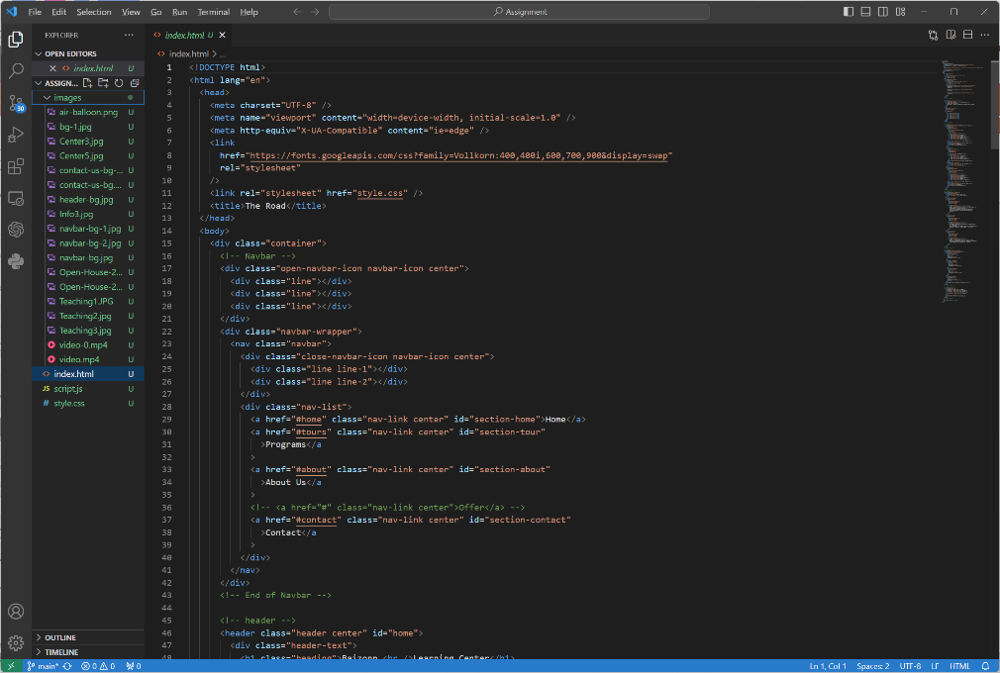 File Edit Selection View Go Run Terminal Help
Assignment
EXPLORER
OPEN EDITORS
index.html U
ASSIGN...
images
air-balloon.png U
bg-1.jpg U
Center3.jpg U
Center5.jpg U
contact-us-bg-... U
contact-us-bg.... U
header-bg.jpg U
Info3.jpg U
navbar-bg-1.jpg U
navbar-bg-2.jpg U
navbar-bg.jpg U
Open-House-2... U
Open-House-2... U
Teaching1.JPG U
Teaching2.jpg U
Teaching3.jpg U
video-0.mp4 U
video.mp4 U
index.html U
JS script.js U
# style.css U
OUTLINE
TIMELINE
30
index.html U
index.html > ...
1 <!DOCTYPE html>
2 <html lang="en">
3 <head>
4 <meta charset="UTF-8" />
5 <meta name="viewport" content="width=device-width, initial-scale=1.0" />
6 <meta http-equiv="X-UA-Compatible" content="ie=edge" />
7 <link
8 href="https://fonts.googleapis.com/css?family=Vollkorn:400,400i,600,700,900&display=swap"
9 rel="stylesheet"
10 />
11 <link rel="stylesheet" href="style.css" />
12 <title>The Road</title>
13 </head>
14 <body>
15 <div class="container">
16 <!-- Navbar -->
17 <div class="open-navbar-icon navbar-icon center">
18 <div class="line"></div>
19 <div class="line"></div>
20 <div class="line"></div>
21 </div>
22 <div class="navbar-wrapper">
23 <nav class="navbar">
24 <div class="close-navbar-icon navbar-icon center">
25 <div class="line line-1"></div>
26 <div class="line line-2"></div>
27 </div>
28 <div class="nav-list">
29 <a href="#home" class="nav-link center" id="section-home">Home</a>
30 <a href="#tours" class="nav-link center" id="section-tour"
31 >Programs</a
32 >
33 <a href="#about" class="nav-link center" id="section-about"
34 >About Us</a
35 >
36 <!-- <a href="#" class="nav-link center">Offer</a> -->
37 <a href="#contact" class="nav-link center" id="section-contact"
38 >Contact</a
39 >
40 </div>
41 </nav>
42 </div>
43 <!-- End of Navbar -->
44
45 <!-- header -->
46 <header class="header center" id="home">
47 <div class="header-text">
48 <h1 class="heading">Baizonn <br />Learning Center</h1>
main* 0 0 0
Ln 1, Col 1 Spaces: 2 UTF-8 LF HTML